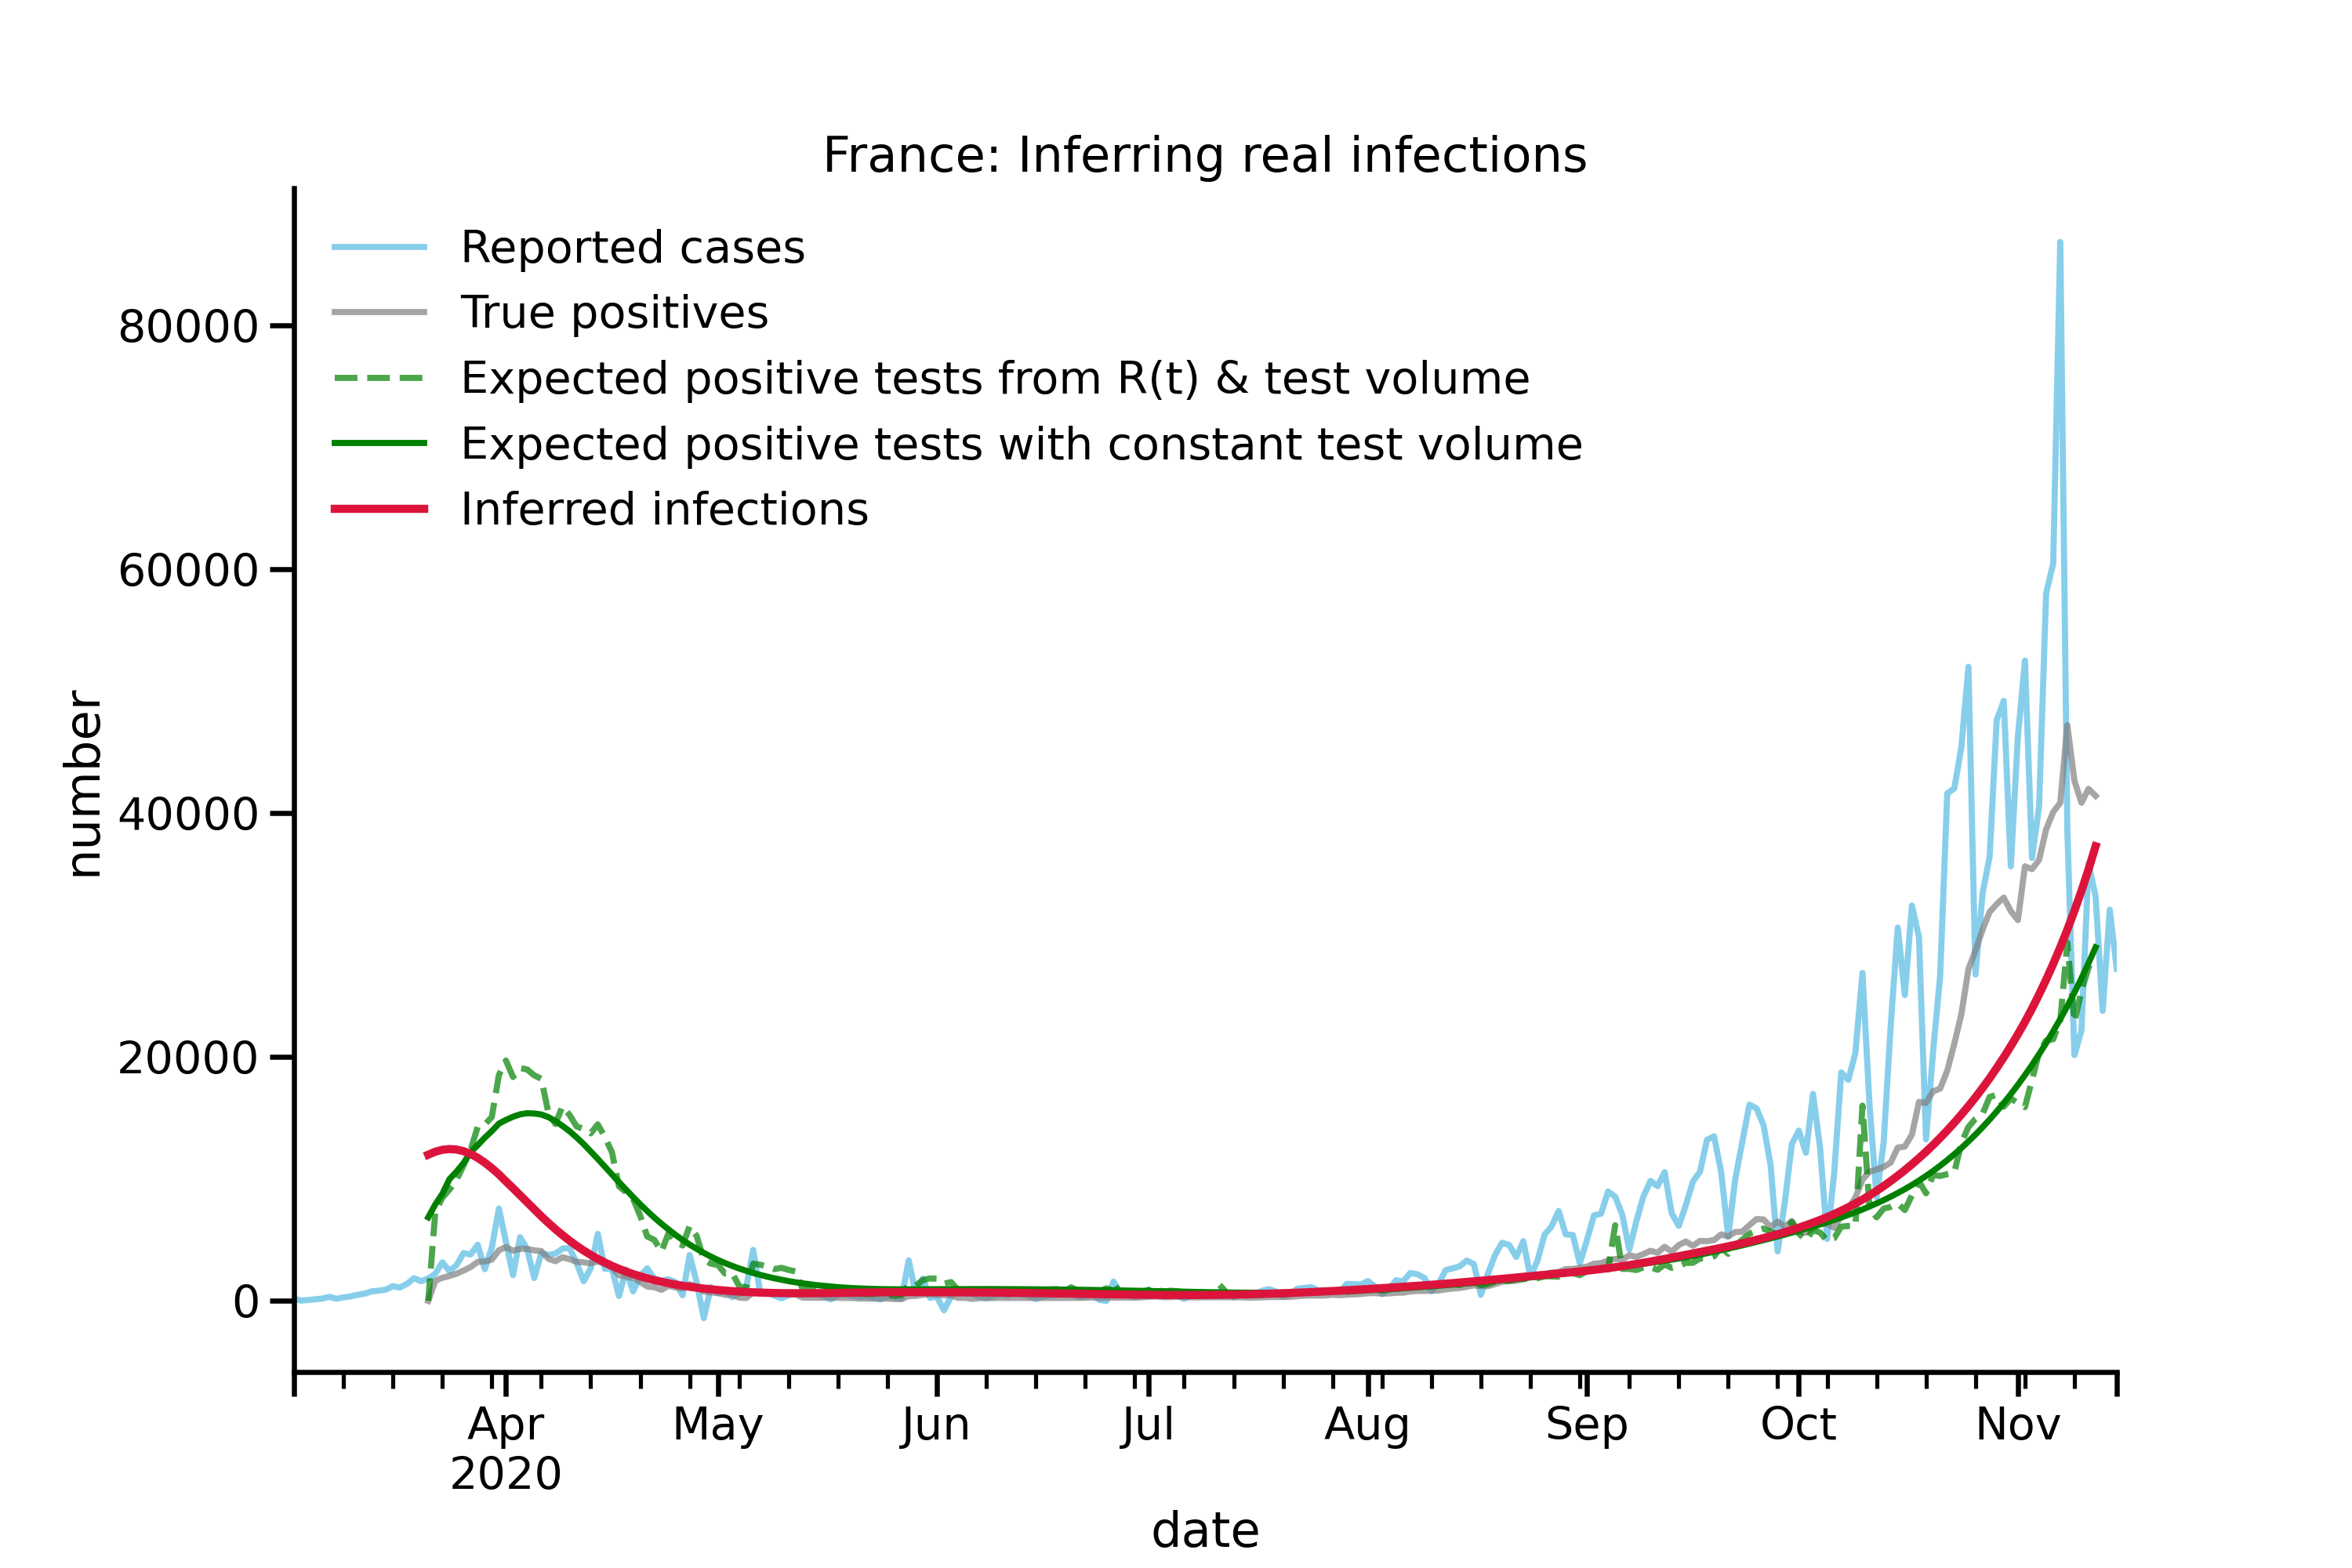 France: Inferring real infections
Reported cases
True positives
Expected positive tests from R(t) & test volume
Expected positive tests with constant test volume
Inferred infections
number
80000
60000
40000
20000
0
Apr May Jun Jul Aug Sep Oct Nov
2020
date